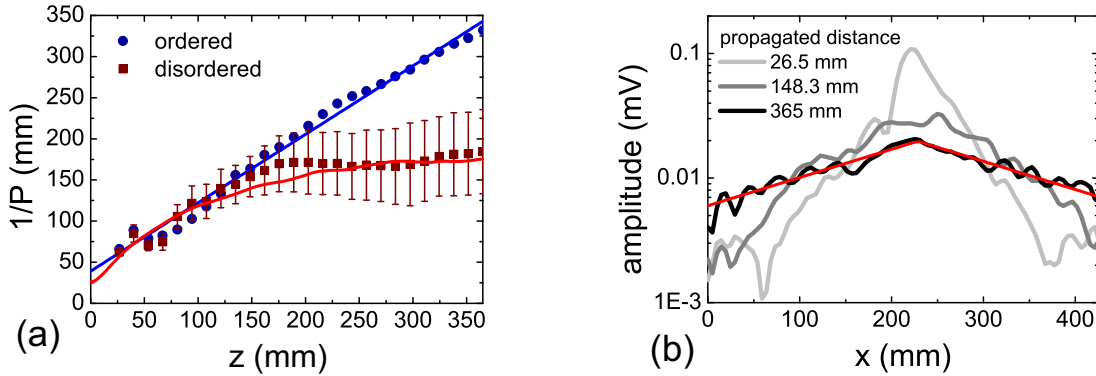 350
300
250
200
150
100
50
0
1/P (mm)
ordered
disordered
0 50 100 150 200 250 300 350
z (mm)
(a)
propagated distance
26.5 mm
148.3 mm
365 mm
0.1
0.01
1E-3
amplitude (mV)
0 100 200 300 400
x (mm)
(b)